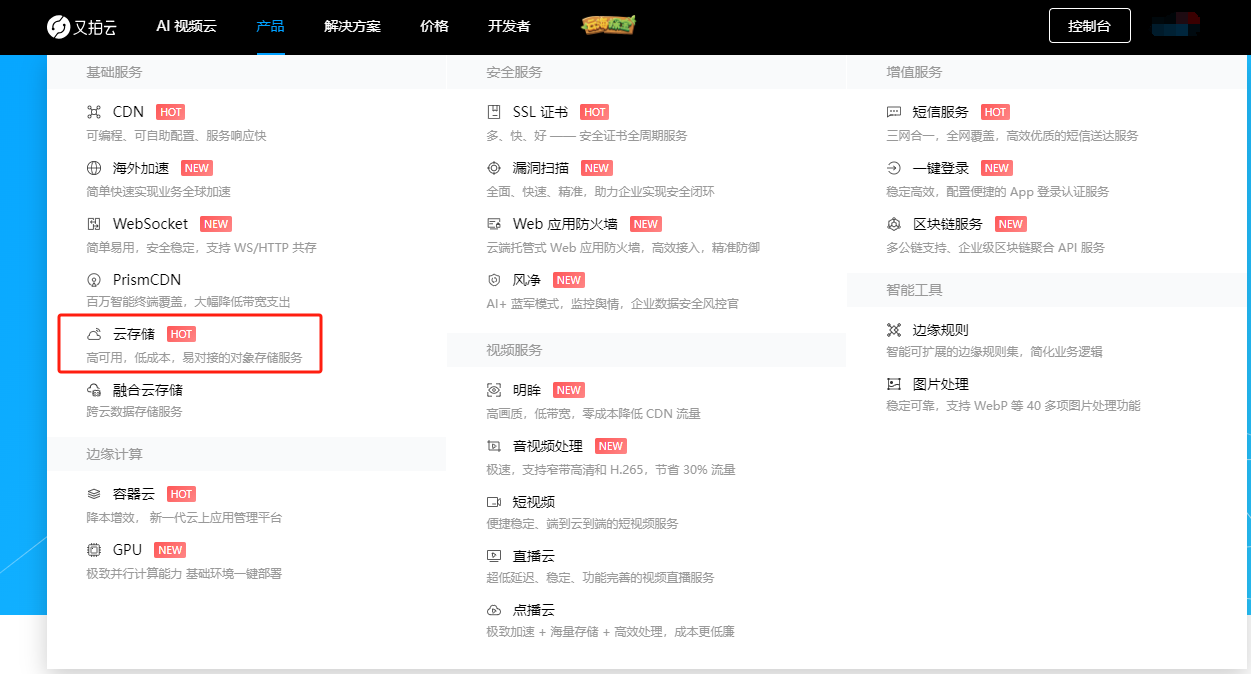 又拍云 AI 视频云 产品 解决方案 价格 开发者 控制台
基础服务
CDN HOT
可编程、可自助配置、服务响应快
海外加速 NEW
简单快速实现业务全球加速
WebSocket NEW
简单易用，安全稳定，支持 WS/HTTP 共存
PrismCDN
百万智能终端覆盖，大幅降低带宽支出
云存储 HOT
高可用，低成本，易对接的对象存储服务
融合云存储
跨云数据存储服务
边缘计算
容器云 HOT
降本增效， 新一代云上应用管理平台
GPU NEW
极致并行计算能力 基础环境一键部署
安全服务
SSL 证书 HOT
多、快、好 —— 安全证书全周期服务
漏洞扫描 NEW
全面、快速、精准，助力企业实现安全闭环
Web 应用防火墙 NEW
云端托管式 Web 应用防火墙，高效接入，精准防御
风净 NEW
AI+ 蓝军模式，监控舆情，企业数据安全风控官
视频服务
明眸 NEW
高画质，低带宽，零成本降低 CDN 流量
音视频处理 NEW
极速，支持窄带高清和 H.265，节省 30% 流量
短视频
便捷稳定、端到云到端的短视频服务
直播云
超低延迟、稳定、功能完善的视频直播服务
点播云
极致加速 + 海量存储 + 高效处理，成本更低廉
增值服务
短信服务 HOT
三网合一，全网覆盖，高效优质的短信送达服务
一键登录 NEW
稳定高效，配置便捷的 App 登录认证服务
区块链服务 NEW
多公链支持、企业级区块链聚合 API 服务
智能工具
边缘规则
智能可扩展的边缘规则集，简化业务逻辑
图片处理
稳定可靠，支持 WebP 等 40 多项图片处理功能